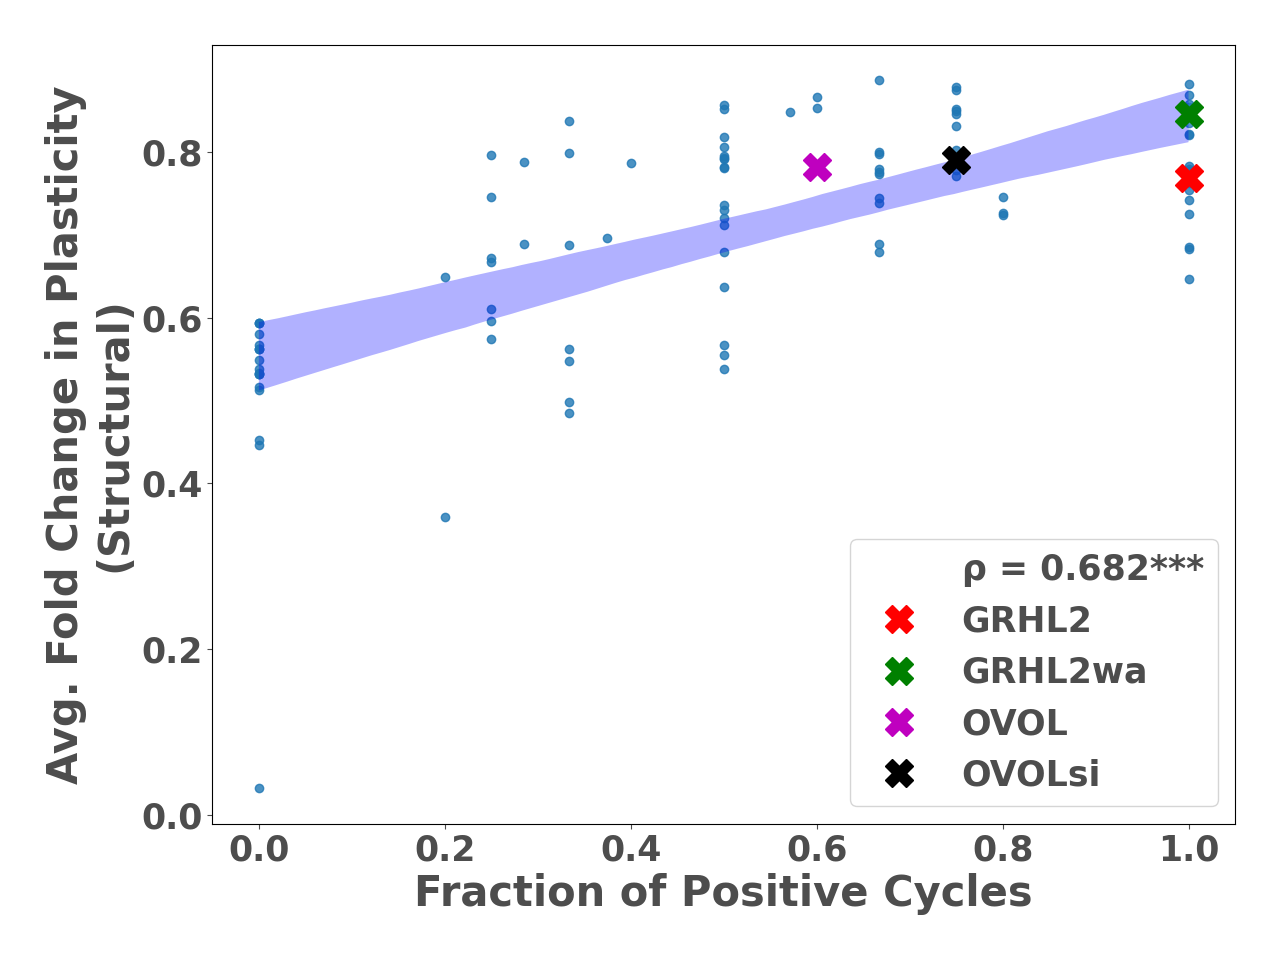 Avg. Fold Change in Plasticity
(Structural)
0.8
0.6
0.4
0.2
0.0
ρ = 0.682***
GRHL2
GRHL2wa
OVOL
OVOLsi
0.0 0.2 0.4 0.6 0.8 1.0
Fraction of Positive Cycles